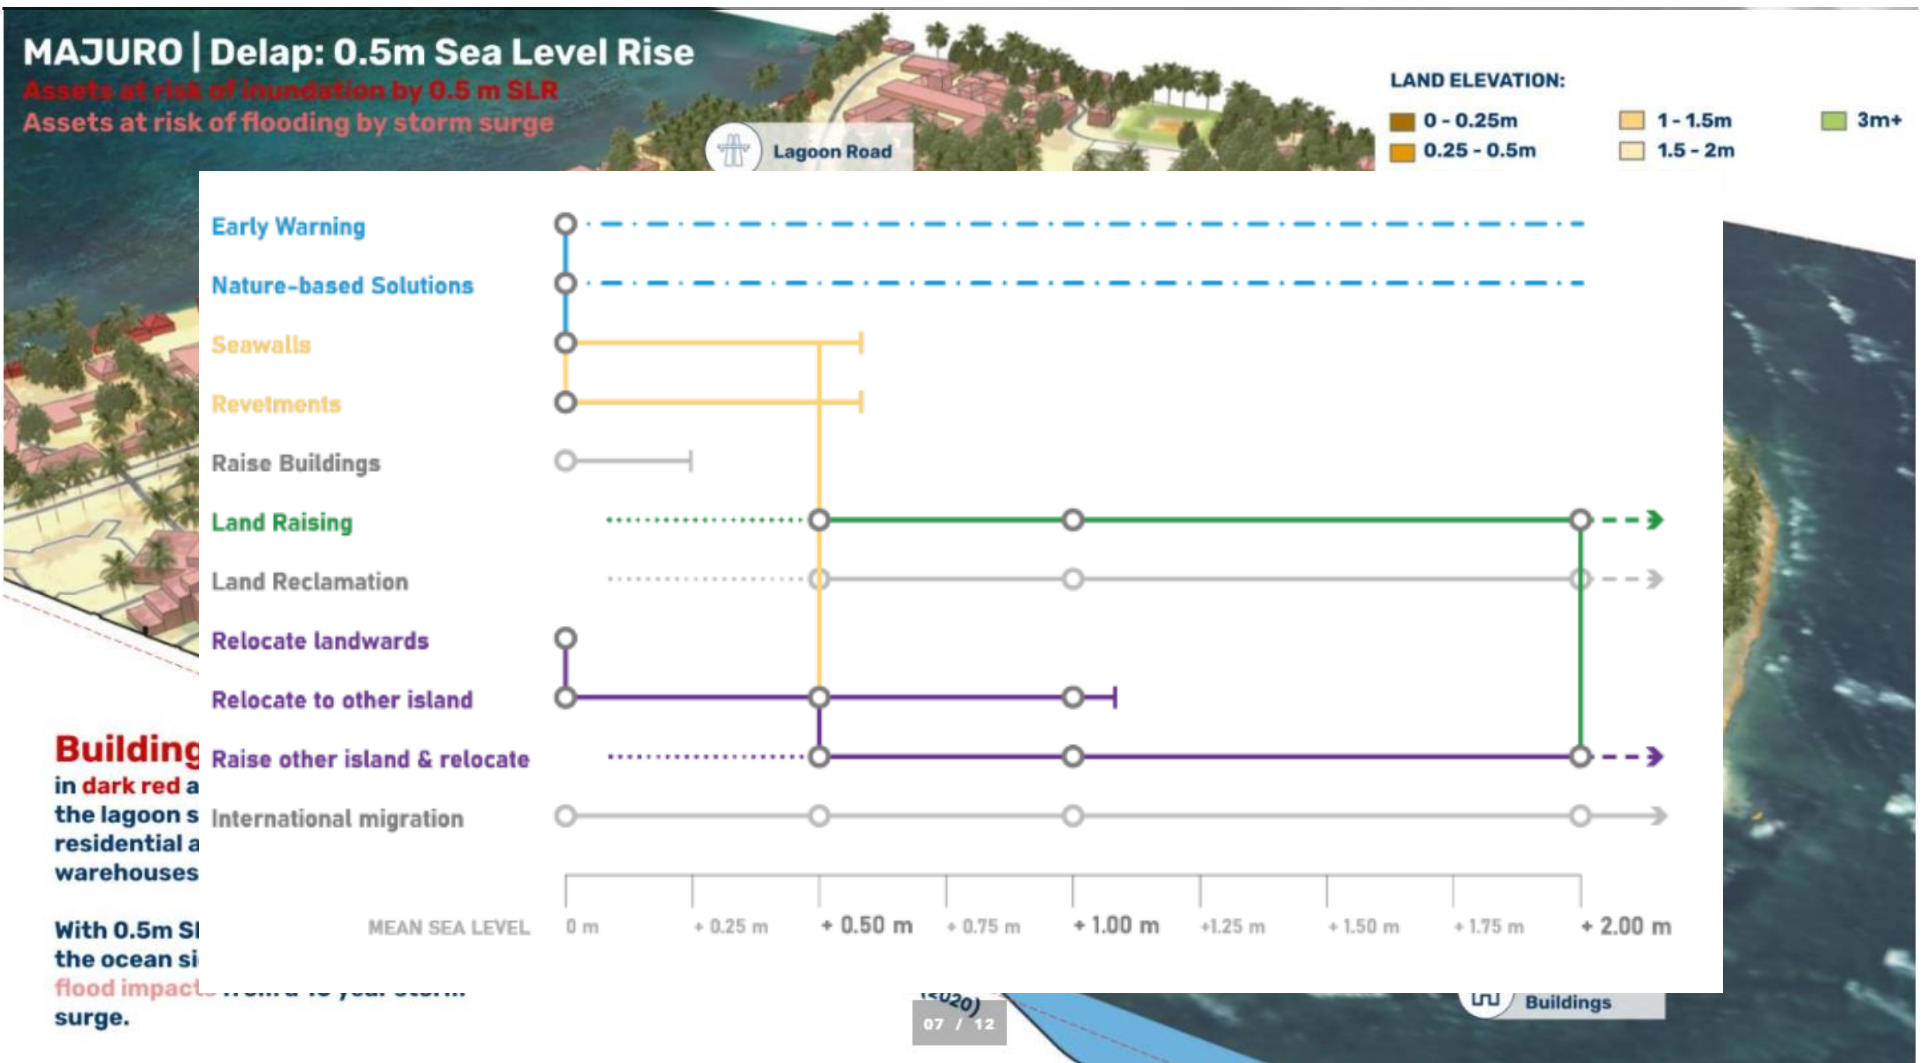 MAJURO | Delap: 0.5m Sea Level Rise
Assets at risk of inundation by 0.5 m SLR
Assets at risk of flooding by storm surge
Lagoon Road
LAND ELEVATION:
0 - 0.25m
1 - 1.5m
3m+
0.25 - 0.5m
1.5 - 2m
Early Warning
Nature-based Solutions
Seawalls
Revetments
Raise Buildings
Land Raising
Land Reclamation
Relocate landwards
Relocate to other island
Raise other island & relocate
International migration
MEAN SEA LEVEL
0 m
+ 0.25 m
+ 0.50 m
+ 0.75 m
+ 1.00 m
+1.25 m
+ 1.50 m
+ 1.75 m
+ 2.00 m
Building
in dark red a
the lagoon s
residential a
warehouses
With 0.5m S
the ocean si
flood impact
surge.
(2020)
07 / 12
Buildings